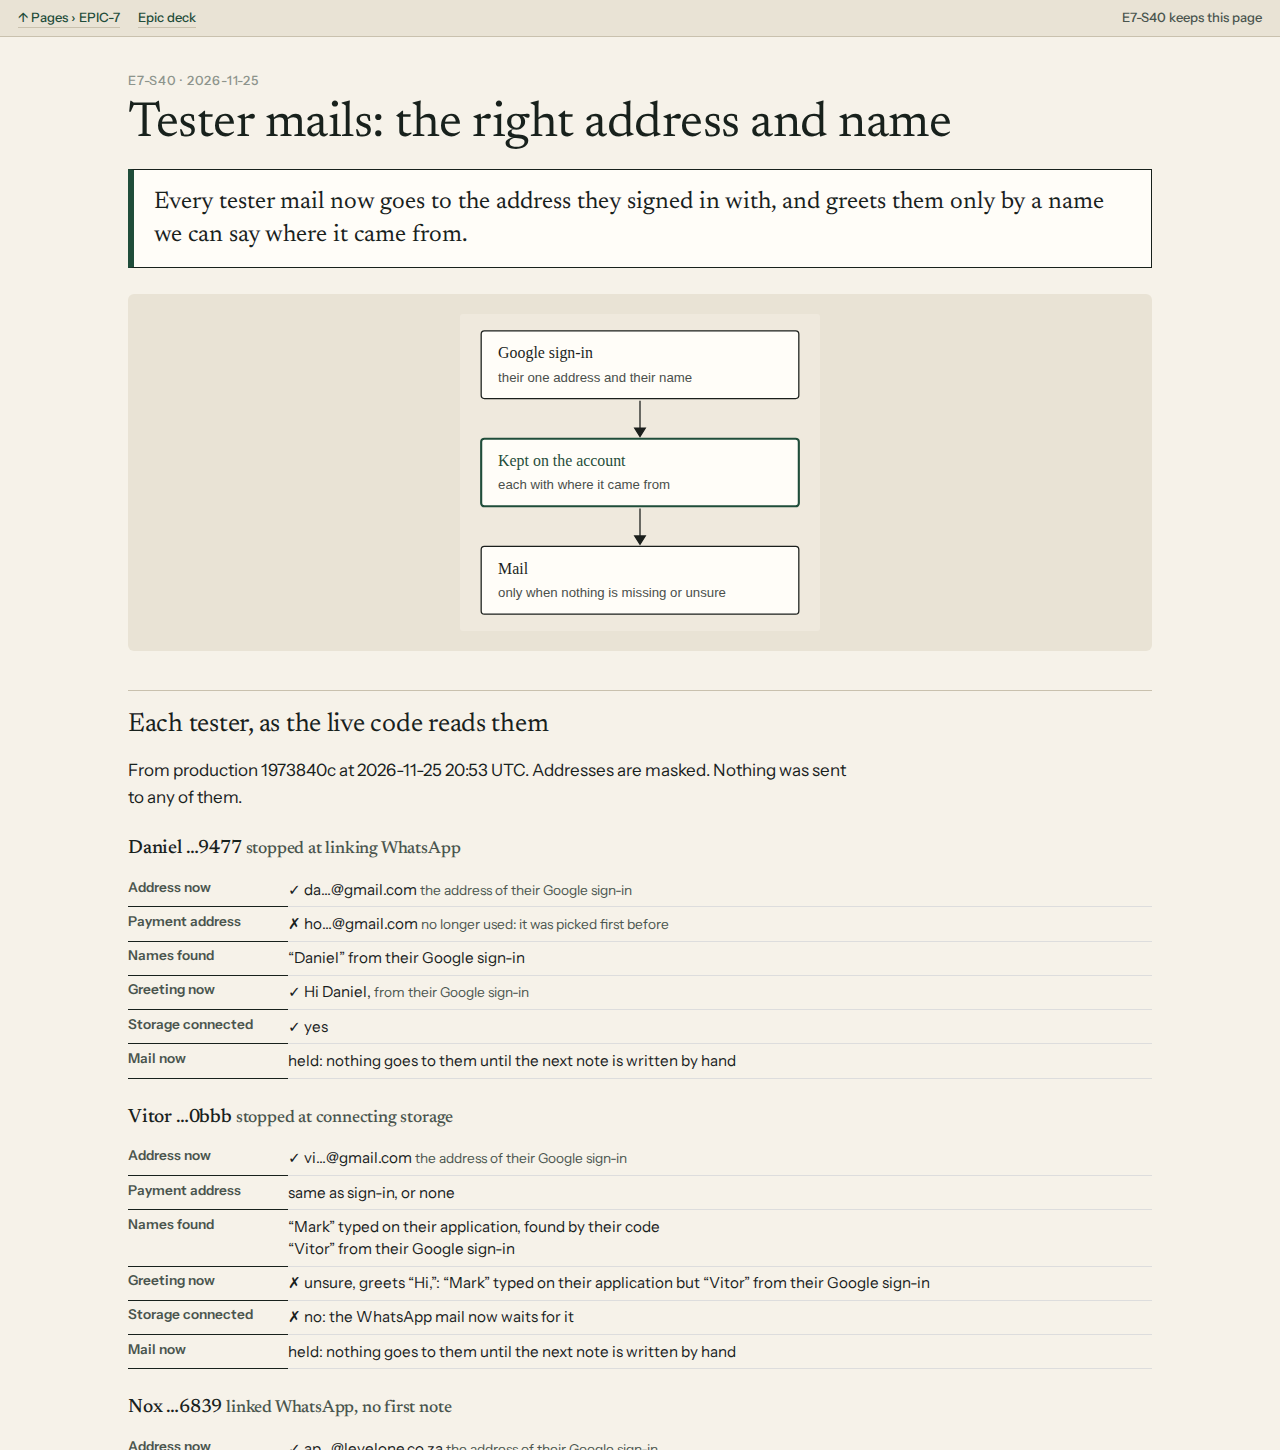 ↑ Pages › EPIC-7 Epic deck E7-S40 keeps this page
E7-S40 · 2026-11-25
Tester mails: the right address and name
Every tester mail now goes to the address they signed in with, and greets them only by a name
we can say where it came from.
Google sign-in
their one address and their name
Kept on the account
each with where it came from
Mail
only when nothing is missing or unsure
Each tester, as the live code reads them
From production 1973840c at 2026-11-25 20:53 UTC. Addresses are masked. Nothing was sent
to any of them.
Daniel …9477 stopped at linking WhatsApp
Address now ✓ da…@gmail.com the address of their Google sign-in
Payment address ✗ ho…@gmail.com no longer used: it was picked first before
Names found “Daniel” from their Google sign-in
Greeting now ✓ Hi Daniel, from their Google sign-in
Storage connected ✓ yes
Mail now held: nothing goes to them until the next note is written by hand
Vitor …0bbb stopped at connecting storage
Address now ✓ vi…@gmail.com the address of their Google sign-in
Payment address same as sign-in, or none
Names found “Mark” typed on their application, found by their code
“Vitor” from their Google sign-in
Greeting now ✗ unsure, greets “Hi,”: “Mark” typed on their application but “Vitor” from their Google sign-in
Storage connected ✗ no: the WhatsApp mail now waits for it
Mail now held: nothing goes to them until the next note is written by hand
Nox …6839 linked WhatsApp, no first note
Address now ✓ ap…@levelone.co.za the address of their Google sign-in